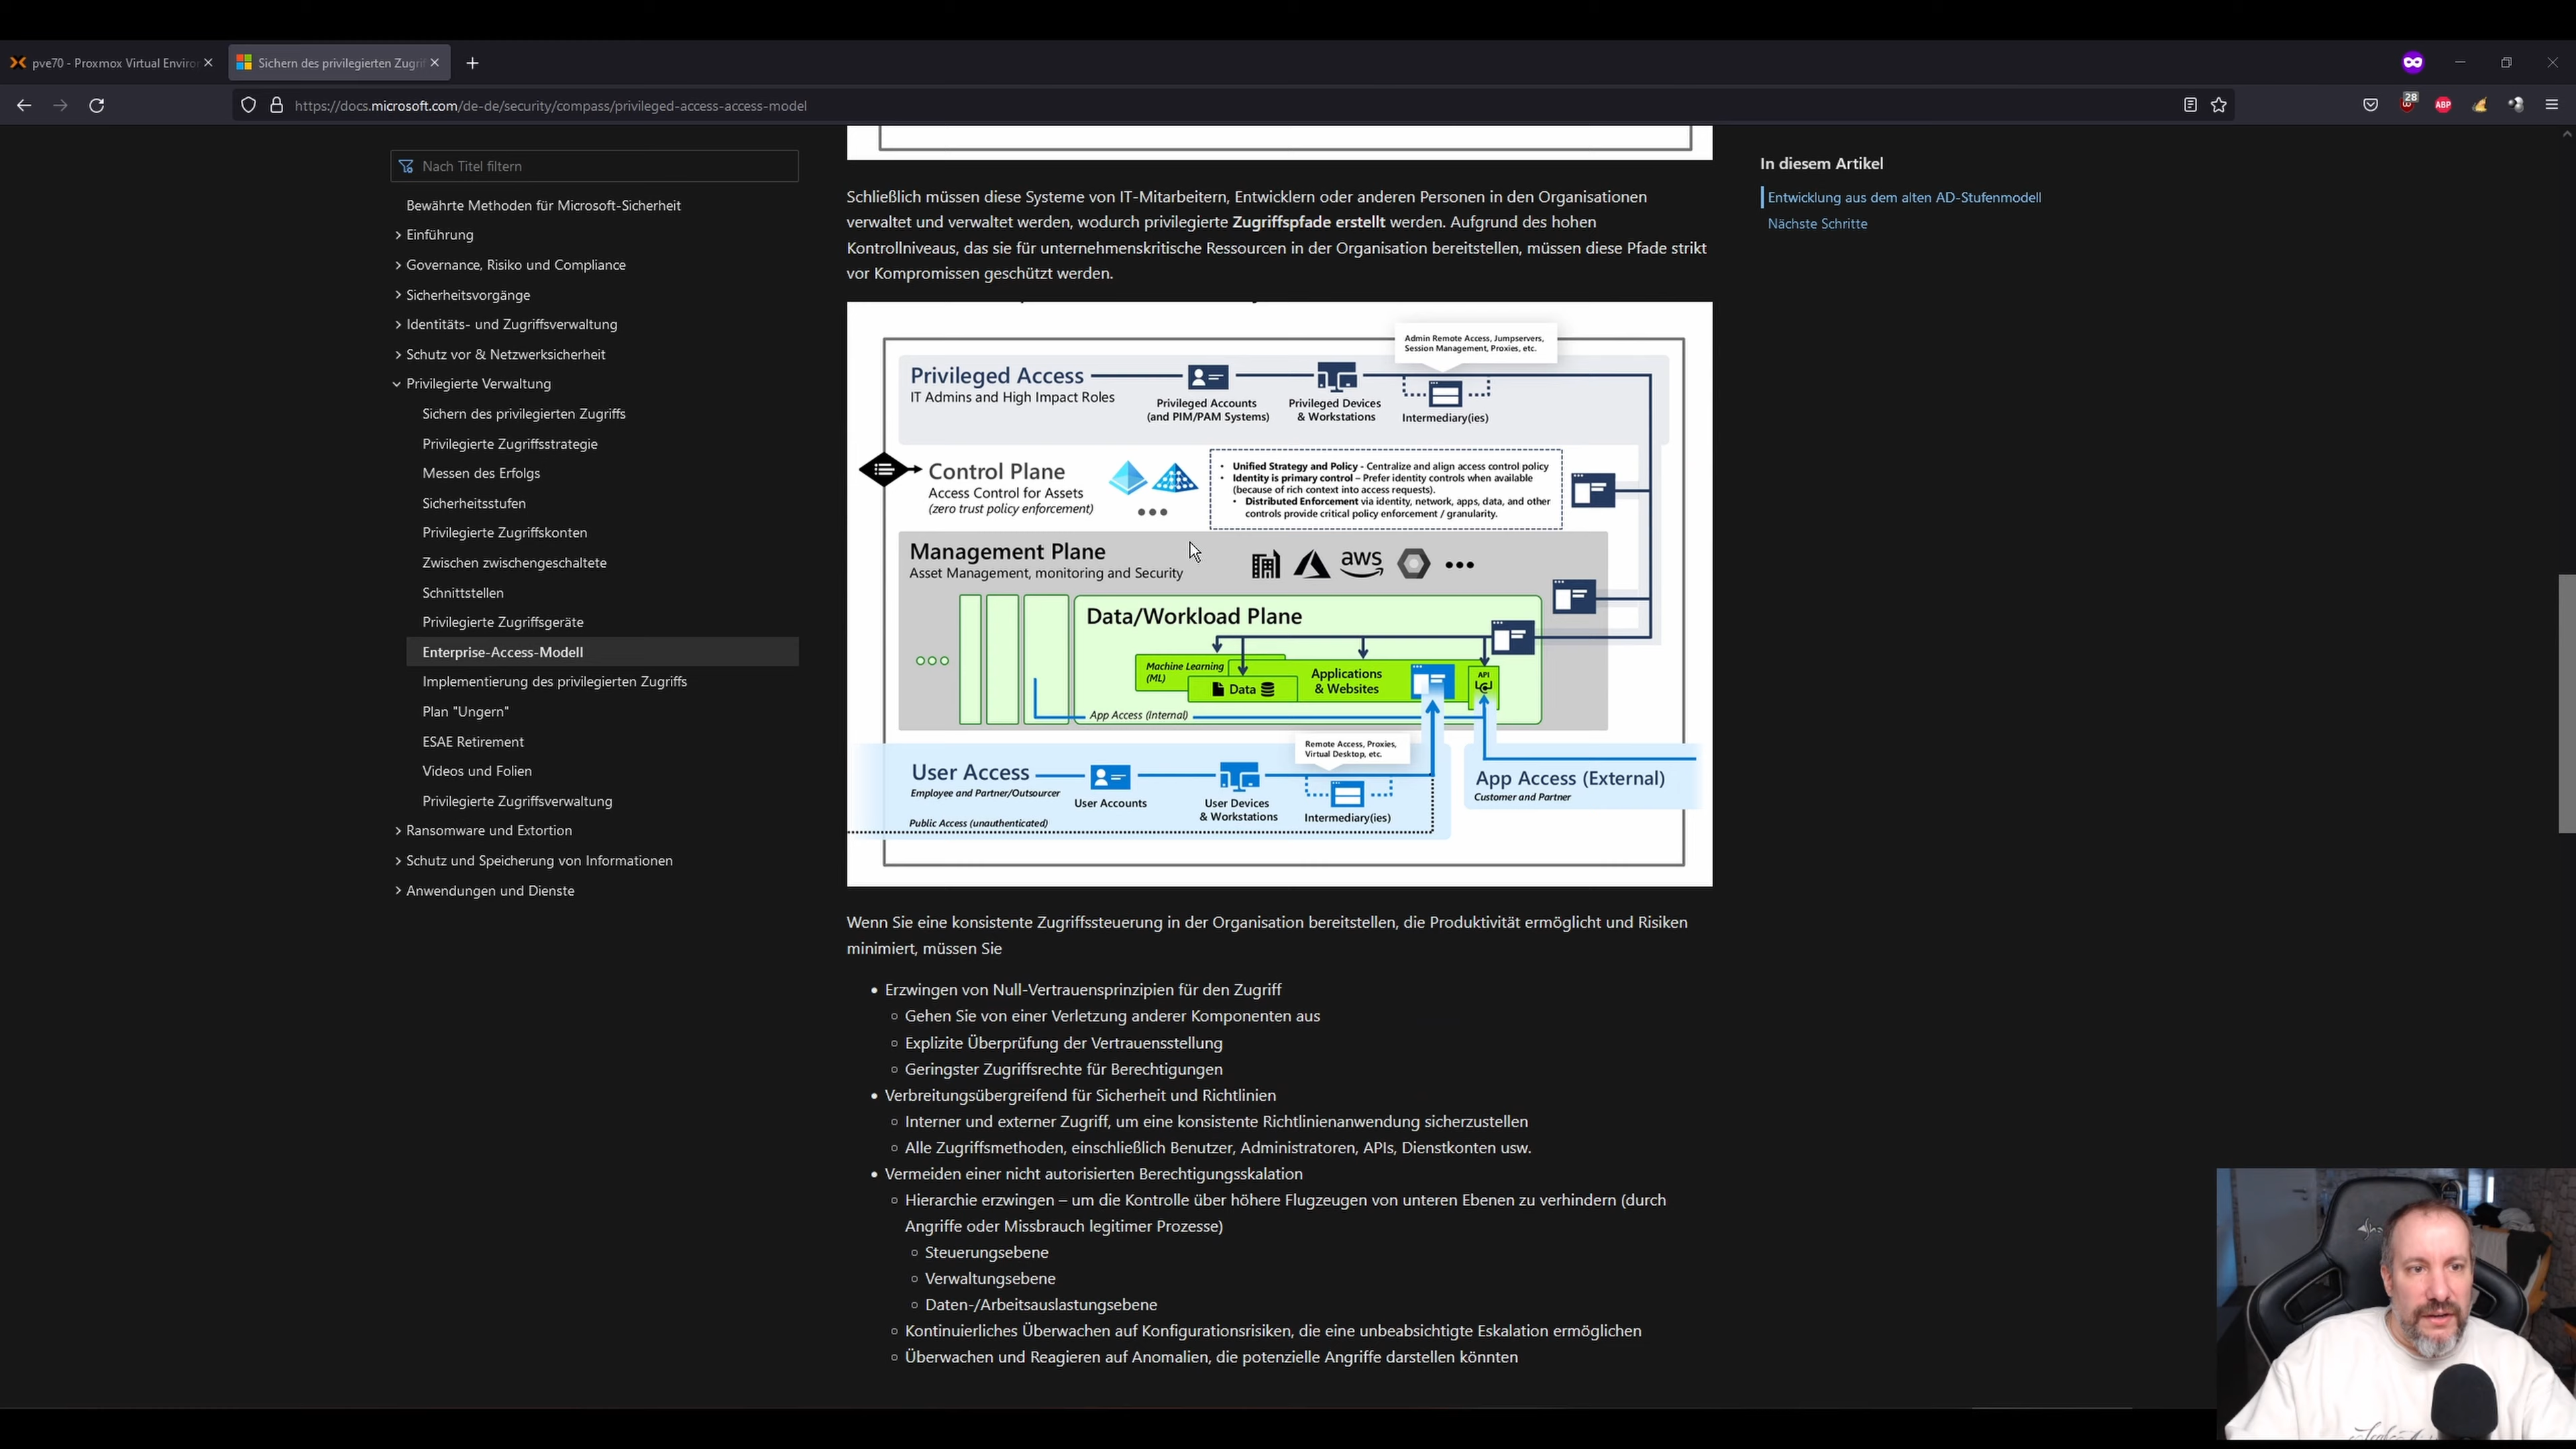 pve70 - Proxmox Virtual Enviro
Sichern des privilegierten Zugrif
https://docs.microsoft.com/de-de/security/compass/privileged-access-access-model
28
ABP
Nach Titel filtern
Bewährte Methoden für Microsoft-Sicherheit
Einführung
Governance, Risiko und Compliance
Sicherheitsvorgänge
Identitäts- und Zugriffsverwaltung
Schutz vor & Netzwerksicherheit
Privilegierte Verwaltung
Sichern des privilegierten Zugriffs
Privilegierte Zugriffsstrategie
Messen des Erfolgs
Sicherheitsstufen
Privilegierte Zugriffskonten
Zwischen zwischengeschaltete
Schnittstellen
Privilegierte Zugriffsgeräte
Enterprise-Access-Modell
Implementierung des privilegierten Zugriffs
Plan "Ungern"
ESAE Retirement
Videos und Folien
Privilegierte Zugriffsverwaltung
Ransomware und Extortion
Schutz und Speicherung von Informationen
Anwendungen und Dienste
Schließlich müssen diese Systeme von IT-Mitarbeitern, Entwicklern oder anderen Personen in den Organisationen
verwaltet und verwaltet werden, wodurch privilegierte Zugriffspfade erstellt werden. Aufgrund des hohen
Kontrollniveaus, das sie für unternehmenskritische Ressourcen in der Organisation bereitstellen, müssen diese Pfade strikt
vor Kompromissen geschützt werden.
Admin Remote Access, Jumpservers,
Session Management, Proxies, etc.
Privileged Access
IT Admins and High Impact Roles
Privileged Accounts
(and PIM/PAM Systems)
Privileged Devices
& Workstations
Intermediary(ies)
Control Plane
Access Control for Assets
(zero trust policy enforcement)
• Unified Strategy and Policy - Centralize and align access control policy
• Identity is primary control – Prefer identity controls when available
(because of rich context into access requests).
• Distributed Enforcement via identity, network, apps, data, and other
controls provide critical policy enforcement / granularity.
Management Plane
Asset Management, monitoring and Security
aws
Data/Workload Plane
Machine Learning
(ML)
Data
Applications
& Websites
API
App Access (Internal)
Remote Access, Proxies,
Virtual Desktop, etc.
User Access
Employee and Partner/Outsourcer
User Accounts
User Devices
& Workstations
Intermediary(ies)
Public Access (unauthenticated)
App Access (External)
Customer and Partner
Wenn Sie eine konsistente Zugriffssteuerung in der Organisation bereitstellen, die Produktivität ermöglicht und Risiken
minimiert, müssen Sie
• Erzwingen von Null-Vertrauensprinzipien für den Zugriff
Gehen Sie von einer Verletzung anderer Komponenten aus
Explizite Überprüfung der Vertrauensstellung
Geringster Zugriffsrechte für Berechtigungen
• Verbreitungsübergreifend für Sicherheit und Richtlinien
Interner und externer Zugriff, um eine konsistente Richtlinienanwendung sicherzustellen
Alle Zugriffsmethoden, einschließlich Benutzer, Administratoren, APIs, Dienstkonten usw.
• Vermeiden einer nicht autorisierten Berechtigungsskalation
Hierarchie erzwingen – um die Kontrolle über höhere Flugzeugen von unteren Ebenen zu verhindern (durch
Angriffe oder Missbrauch legitimer Prozesse)
Steuerungsebene
Verwaltungsebene
Daten-/Arbeitsauslastungsebene
Kontinuierliches Überwachen auf Konfigurationsrisiken, die eine unbeabsichtigte Eskalation ermöglichen
Überwachen und Reagieren auf Anomalien, die potenzielle Angriffe darstellen könnten
In diesem Artikel
Entwicklung aus dem alten AD-Stufenmodell
Nächste Schritte